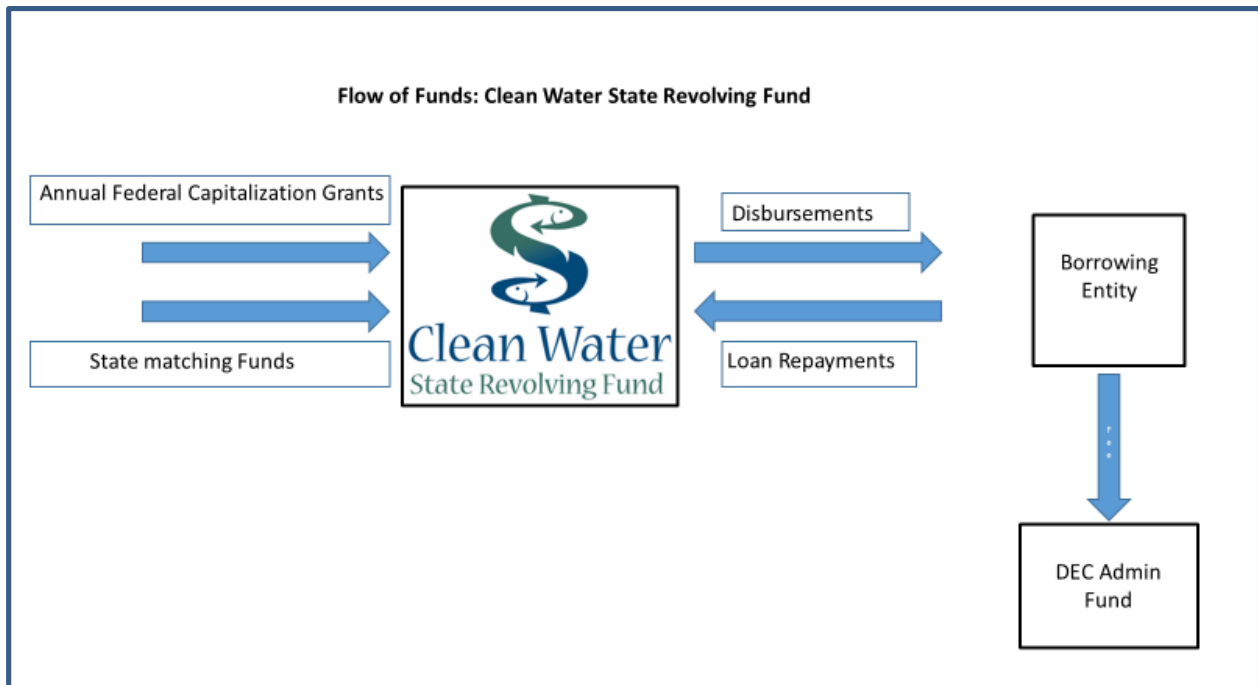 Flow of Funds: Clean Water State Revolving Fund
Annual Federal Capitalization Grants
State matching Funds
Clean Water
State Revolving Fund
Disbursements
Loan Repayments
Borrowing
Entity
DEC Admin
Fund